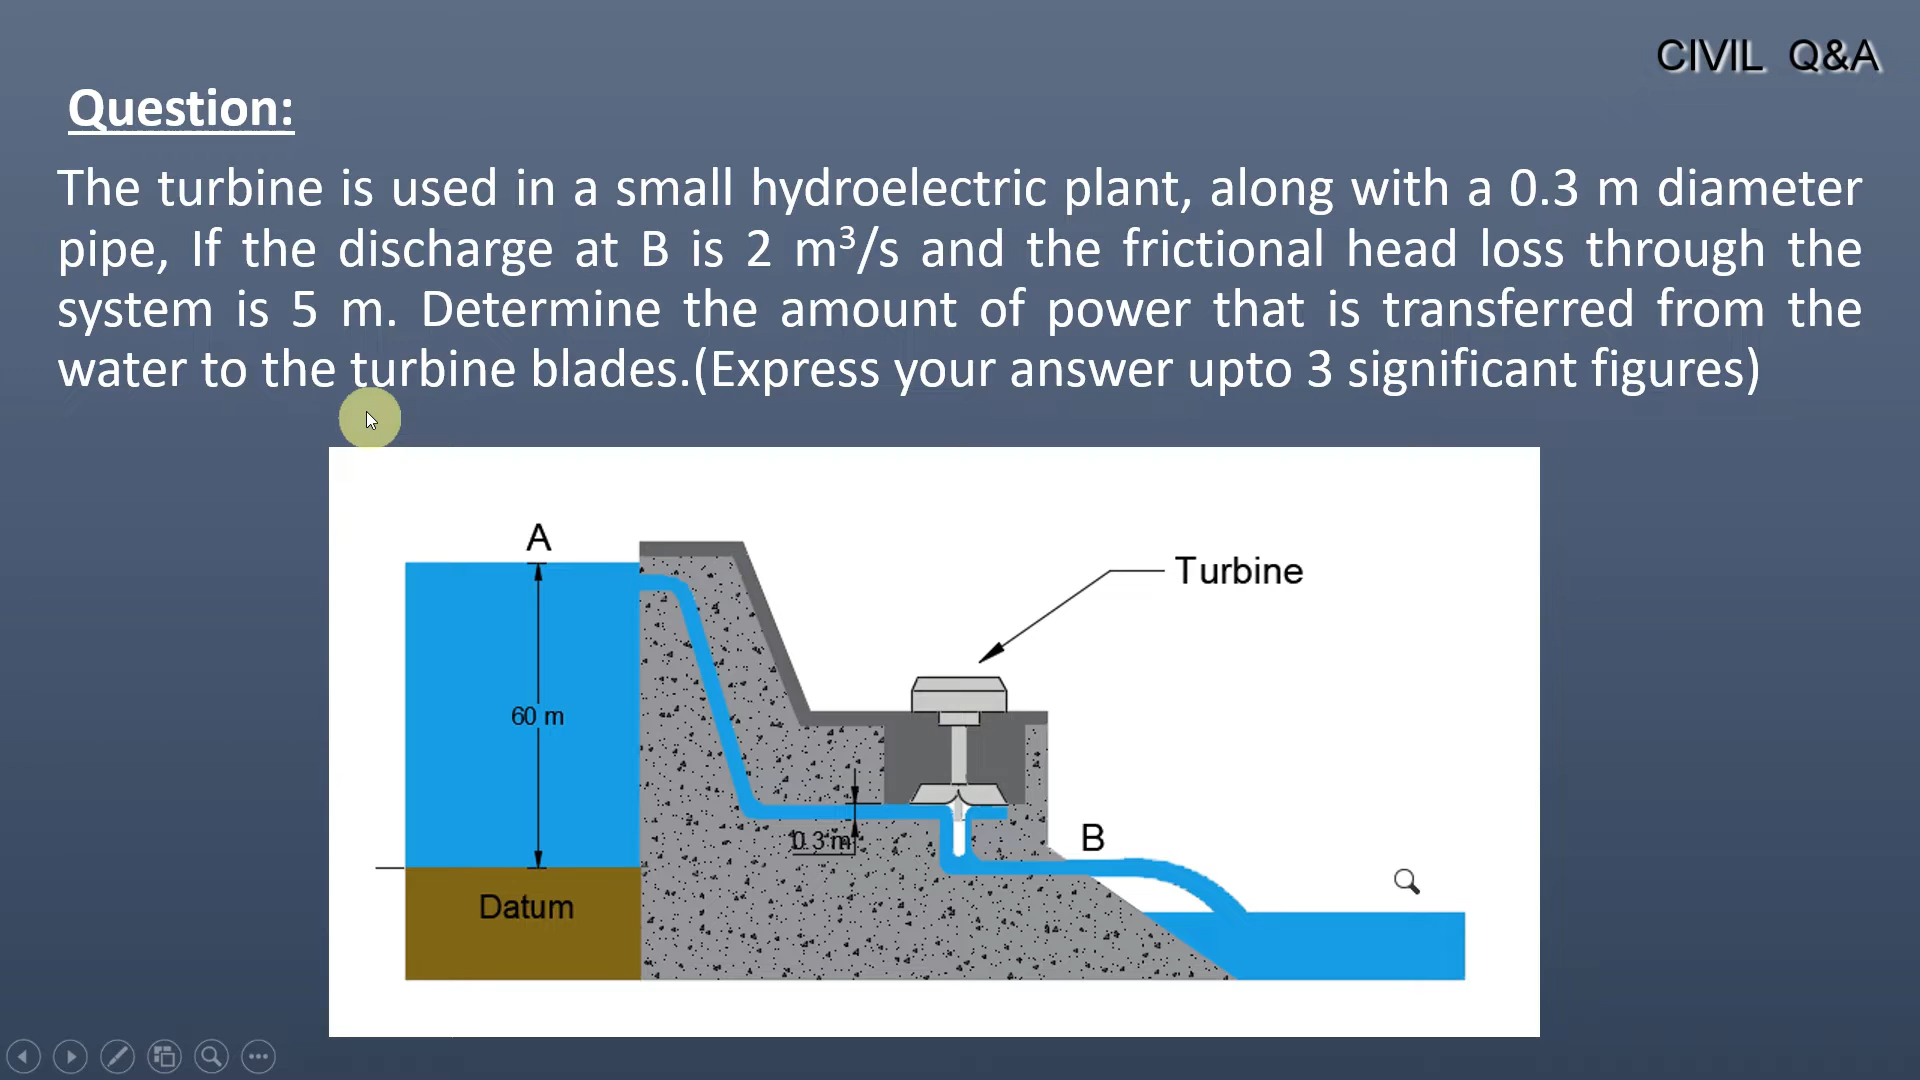 CIVIL Q&A
Question:
The turbine is used in a small hydroelectric plant, along with a 0.3 m diameter
pipe, If the discharge at B is 2 m³/s and the frictional head loss through the
system is 5 m. Determine the amount of power that is transferred from the
water to the turbine blades.(Express your answer upto 3 significant figures)
A
Turbine
60 m
0.3 m
B
Datum